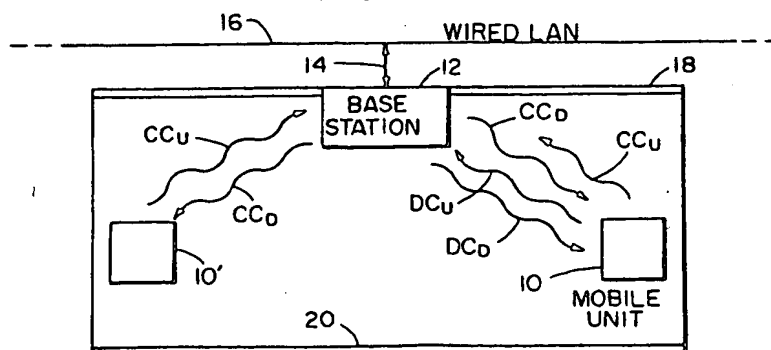 16
WIRED LAN
14
12
18
BASE
STATION
CCU
CCD
CCD
CCU
DCU
DCD
10'
10
MOBILE
UNIT
20